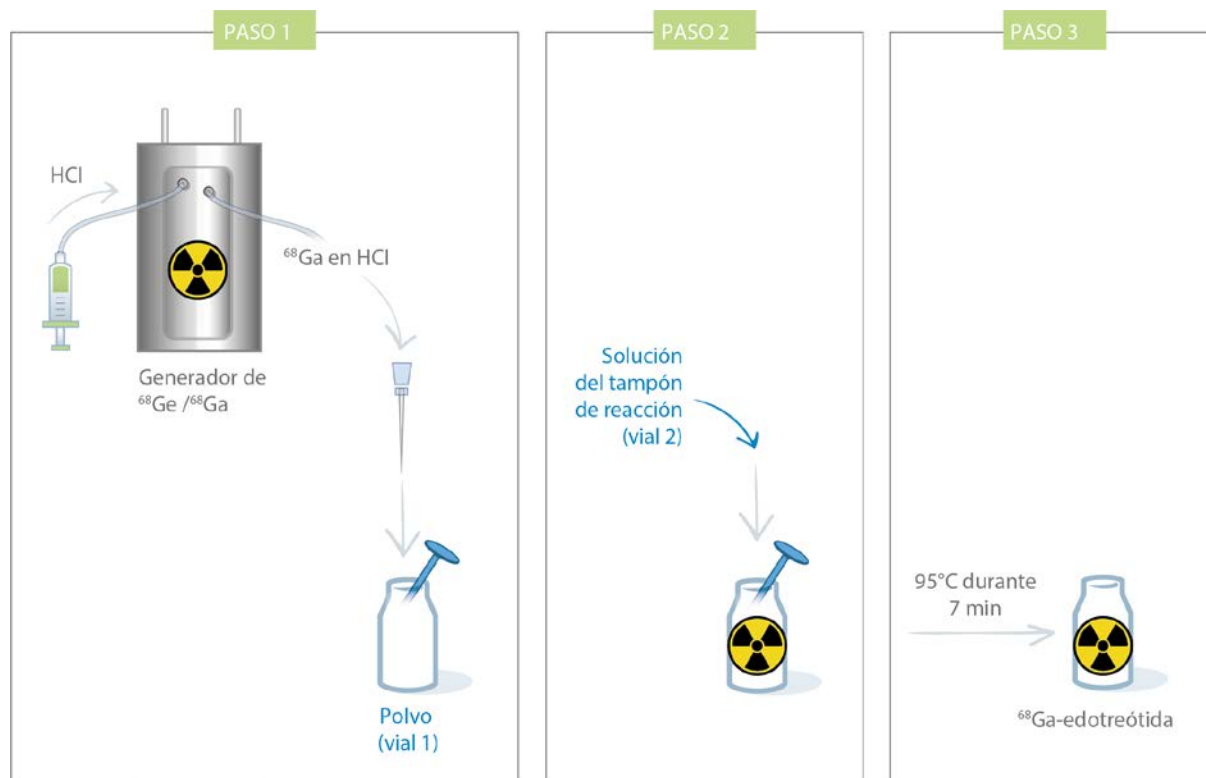 PASO 1
HCl
⁶⁸Ga en HCl
Generador de
⁶⁸Ge /⁶⁸Ga
Polvo
(vial 1)
PASO 2
Solución
del tampón
de reacción
(vial 2)
PASO 3
95°C durante
7 min
⁶⁸Ga-edotreótida